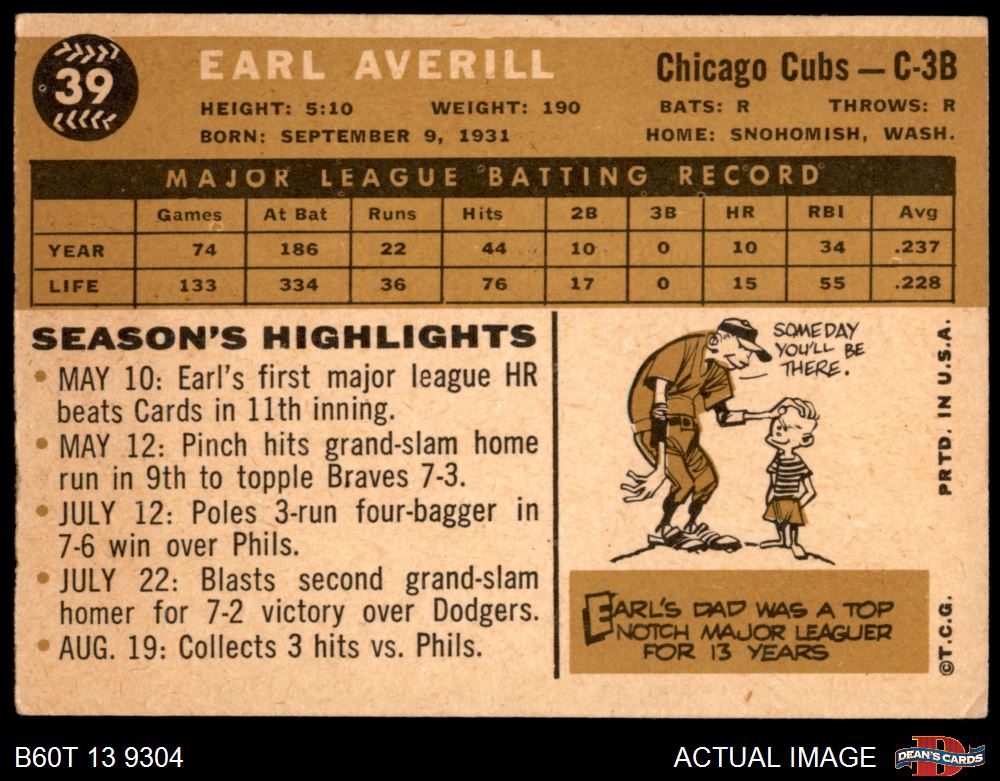 39
EARL AVERILL
Chicago Cubs — C-3B
HEIGHT: 5:10 WEIGHT: 190 BATS: R THROWS: R
BORN: SEPTEMBER 9, 1931 HOME: SNOHOMISH, WASH.
MAJOR LEAGUE BATTING RECORD
Games At Bat Runs Hits 2B 3B HR RBI Avg
YEAR 74 186 22 44 10 0 10 34 .237
LIFE 133 334 36 76 17 0 15 55 .228
SEASON'S HIGHLIGHTS
• MAY 10: Earl's first major league HR
beats Cards in 11th inning.
• MAY 12: Pinch hits grand-slam home
run in 9th to topple Braves 7-3.
• JULY 12: Poles 3-run four-bagger in
7-6 win over Phils.
• JULY 22: Blasts second grand-slam
homer for 7-2 victory over Dodgers.
• AUG. 19: Collects 3 hits vs. Phils.
SOMEDAY
YOU'LL BE
THERE.
EARL'S DAD WAS A TOP
NOTCH MAJOR LEAGUER
FOR 13 YEARS
©T.C.G. PRTD. IN U.S.A.
B60T 13 9304
ACTUAL IMAGE
D
DEAN'S CARDS